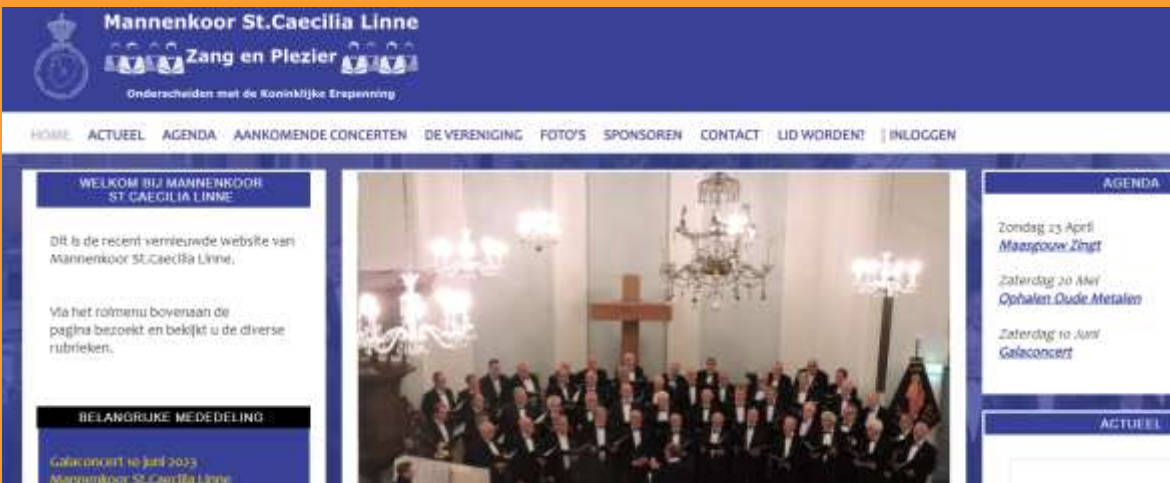 Mannenkoor St.Caecilia Linne
Zang en Plezier
Onderscheiden met de Koninklijke Erepenning
HOME ACTUEEL AGENDA AANKOMENDE CONCERTEN DE VERENIGING FOTO'S SPONSOREN CONTACT LID WORDEN? | INLOGGEN
WELKOM BIJ MANNENKOOR
ST CAECILIA LINNE
Dit is de recent vernieuwde website van
Mannenkoor St.Caecilia Linne.
Via het rolmenu bovenaan de
pagina bezoekt en bekijkt u de diverse
rubrieken.
BELANGRIJKE MEDEDELING
Galaconcert 10 juni 2023
Mannenkoor St.Caecilia Linne
AGENDA
Zondag 23 April
Maasgouw Zingt
Zaterdag 20 Mei
Ophalen Oude Metalen
Zaterdag 10 Juni
Galaconcert
ACTUEEL